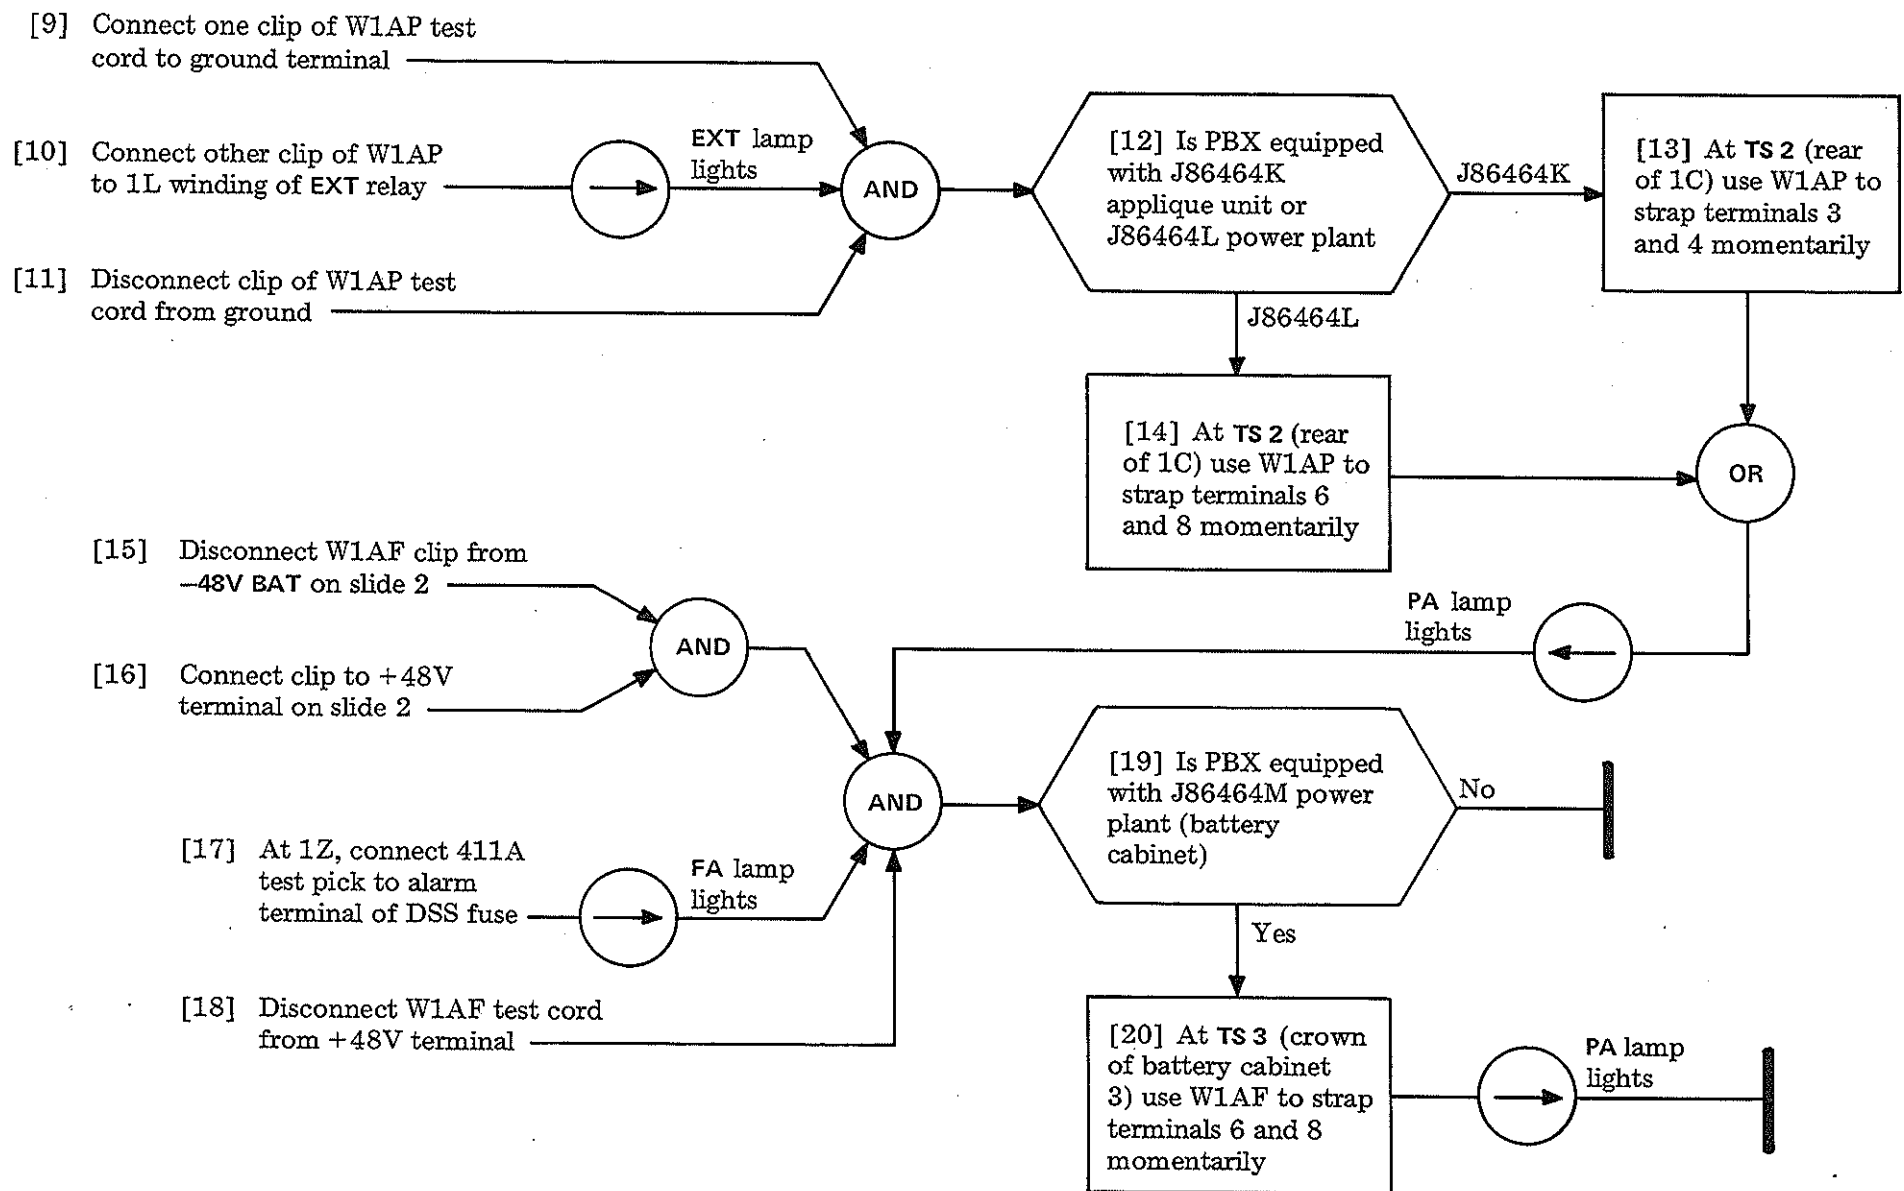 [9] Connect one clip of W1AP test
cord to ground terminal
[10] Connect other clip of W1AP
to 1L winding of EXT relay
EXT lamp
lights
[11] Disconnect clip of W1AP test
cord from ground
AND
[12] Is PBX equipped
with J86464K
applique unit or
J86464L power plant
J86464K
[13] At TS 2 (rear
of 1C) use W1AP to
strap terminals 3
and 4 momentarily
J86464L
[14] At TS 2 (rear
of 1C) use W1AP to
strap terminals 6
and 8 momentarily
OR
PA lamp
lights
[15] Disconnect W1AF clip from
−48V BAT on slide 2
[16] Connect clip to +48V
terminal on slide 2
AND
[17] At 1Z, connect 411A
test pick to alarm
terminal of DSS fuse
FA lamp
lights
[18] Disconnect W1AF test cord
from +48V terminal
AND
[19] Is PBX equipped
with J86464M power
plant (battery
cabinet)
No
Yes
[20] At TS 3 (crown
of battery cabinet
3) use W1AF to strap
terminals 6 and 8
momentarily
PA lamp
lights